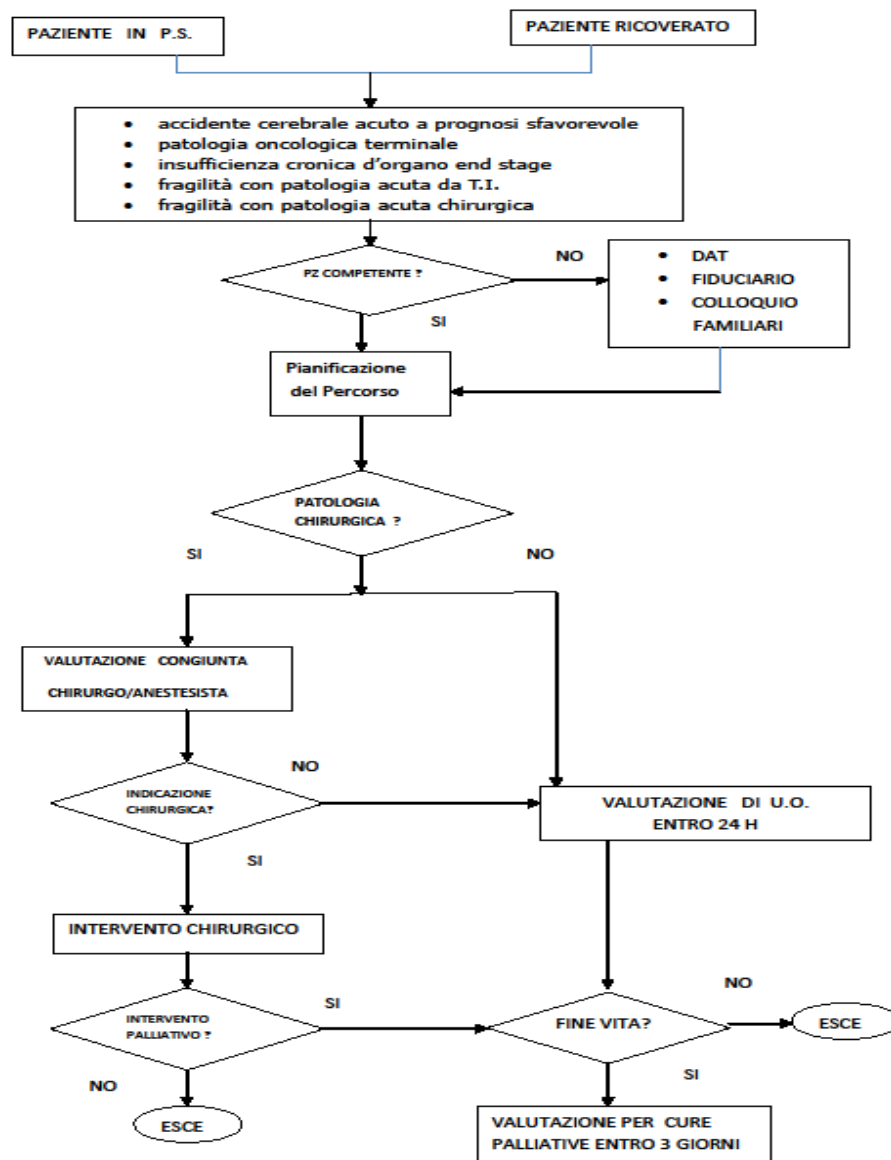 PAZIENTE IN P.S.
PAZIENTE RICOVERATO
• accidente cerebrale acuto a prognosi sfavorevole
• patologia oncologica terminale
• insufficienza cronica d'organo end stage
• fragilità con patologia acuta da T.I.
• fragilità con patologia acuta chirurgica
PZ COMPETENTE ?
NO
• DAT
• FIDUCIARIO
• COLLOQUIO
FAMILIARI
SI
Pianificazione
del Percorso
PATOLOGIA
CHIRURGICA ?
SI
NO
VALUTAZIONE CONGIUNTA
CHIRURGO/ANESTESISTA
INDICAZIONE
CHIRURGICA?
NO
VALUTAZIONE DI U.O.
ENTRO 24 H
SI
INTERVENTO CHIRURGICO
INTERVENTO
PALLIATIVO ?
SI
FINE VITA?
NO
ESCE
NO
ESCE
SI
VALUTAZIONE PER CURE
PALLIATIVE ENTRO 3 GIORNI